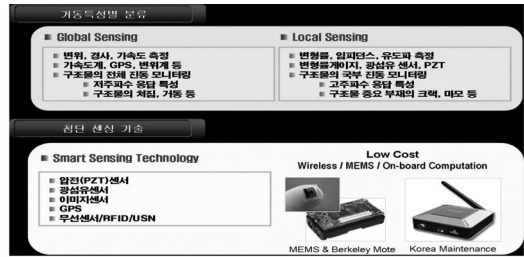 기능특성별 분류
Global Sensing
변위, 경사, 가속도 측정
가속도계, GPS, 변위계 등
구조물의 전체 진동 모니터링
저주파수 응답 특성
구조물의 처짐, 거동 등
Local Sensing
변형률, 임피던스, 유도파 측정
변형률게이지, 광섬유 센서, PZT
구조물의 국부 진동 모니터링
고주파수 응답 특성
구조물 중요 부재의 크랙, 마모 등
첨단 센싱 기술
Smart Sensing Technology
압전(PZT)센서
광섬유센서
이미지센서
GPS
무선센서/RFID/USN
Low Cost
Wireless / MEMS / On-board Computation
MEMS & Berkeley Mote
Korea Maintenance